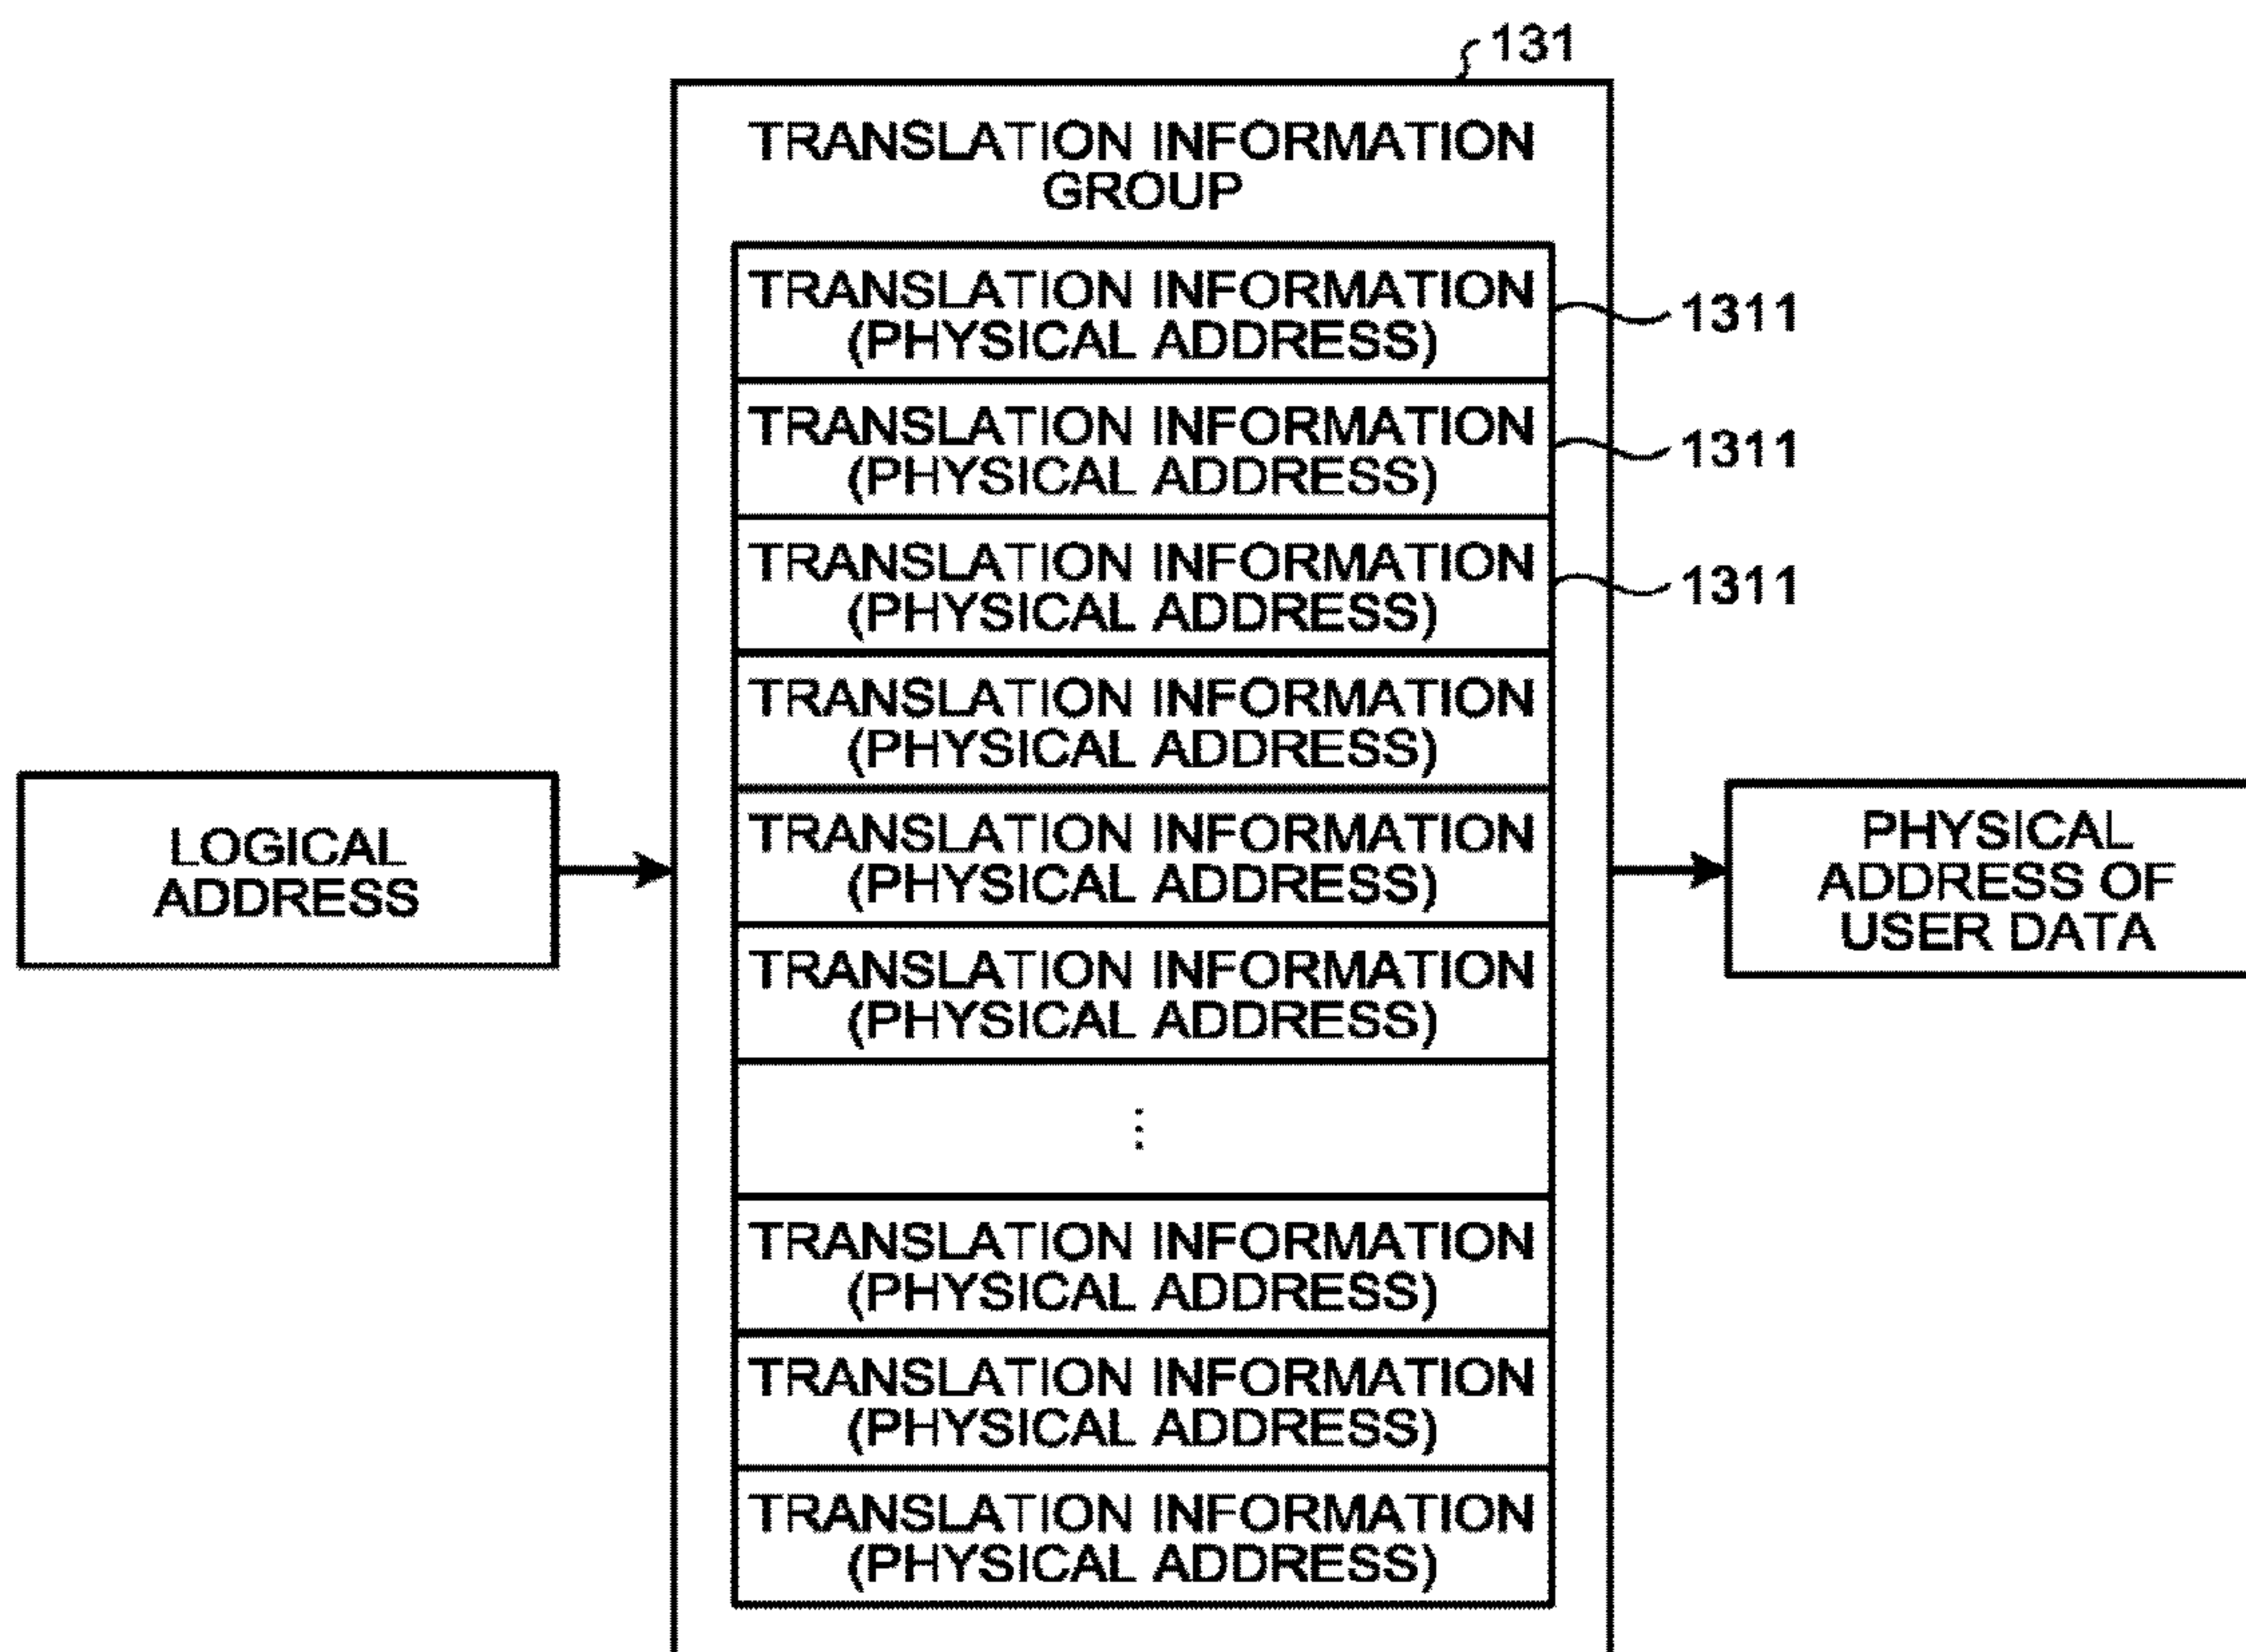 131
TRANSLATION INFORMATION
GROUP
TRANSLATION INFORMATION
(PHYSICAL ADDRESS)
1311
TRANSLATION INFORMATION
(PHYSICAL ADDRESS)
1311
TRANSLATION INFORMATION
(PHYSICAL ADDRESS)
1311
TRANSLATION INFORMATION
(PHYSICAL ADDRESS)
LOGICAL
ADDRESS
TRANSLATION INFORMATION
(PHYSICAL ADDRESS)
PHYSICAL
ADDRESS OF
USER DATA
TRANSLATION INFORMATION
(PHYSICAL ADDRESS)
⋮
TRANSLATION INFORMATION
(PHYSICAL ADDRESS)
TRANSLATION INFORMATION
(PHYSICAL ADDRESS)
TRANSLATION INFORMATION
(PHYSICAL ADDRESS)